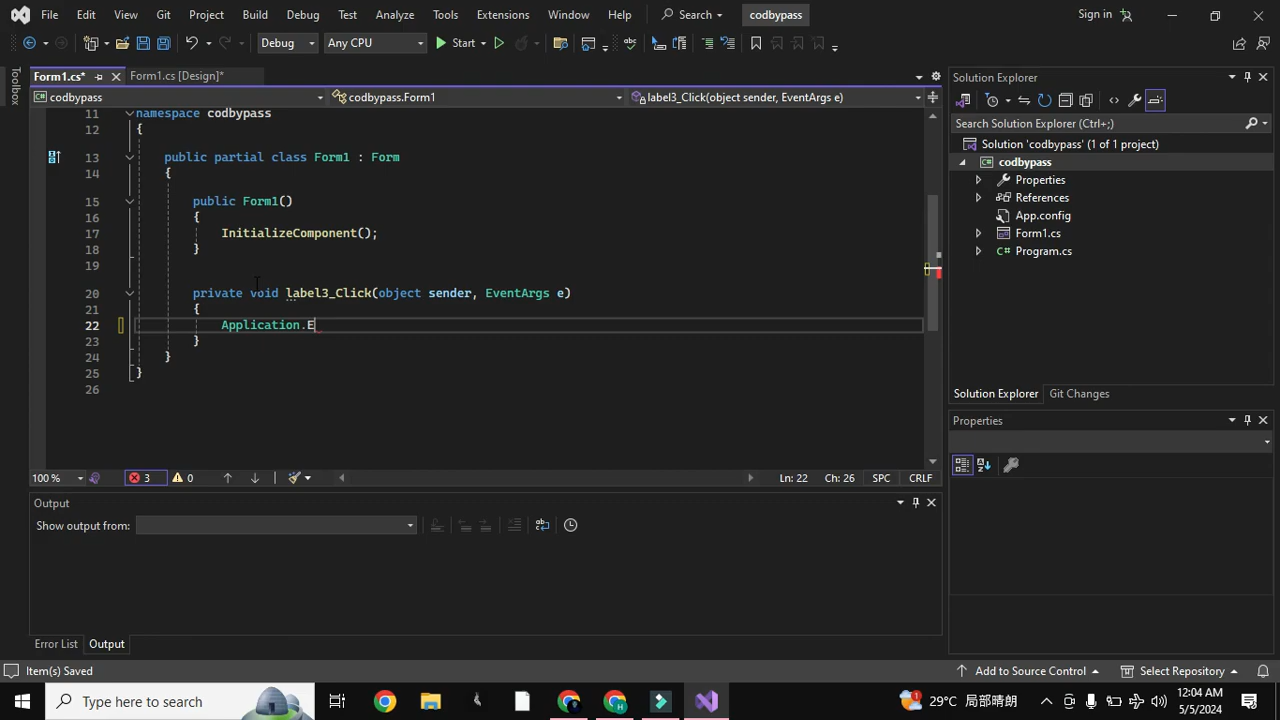 File Edit View Git Project Build Debug Test Analyze Tools Extensions Window Help Search codbypass Sign in
Debug Any CPU Start
Toolbox
Form1.cs* Form1.cs [Design]*
codbypass codbypass.Form1 label3_Click(object sender, EventArgs e)
11 namespace codbypass
12 {
13 public partial class Form1 : Form
14 {
15 public Form1()
16 {
17 InitializeComponent();
18 }
19
20 private void label3_Click(object sender, EventArgs e)
21 {
22 Application.E
23 }
24 }
25 }
26
100 % 3 0 Ln: 22 Ch: 26 SPC CRLF
Output
Show output from:
Error List Output
Solution Explorer
Search Solution Explorer (Ctrl+;)
Solution 'codbypass' (1 of 1 project)
codbypass
Properties
References
App.config
Form1.cs
Program.cs
Solution Explorer Git Changes
Properties
Item(s) Saved Add to Source Control Select Repository
Type here to search 1 29°C 局部晴朗 12:04 AM
5/5/2024